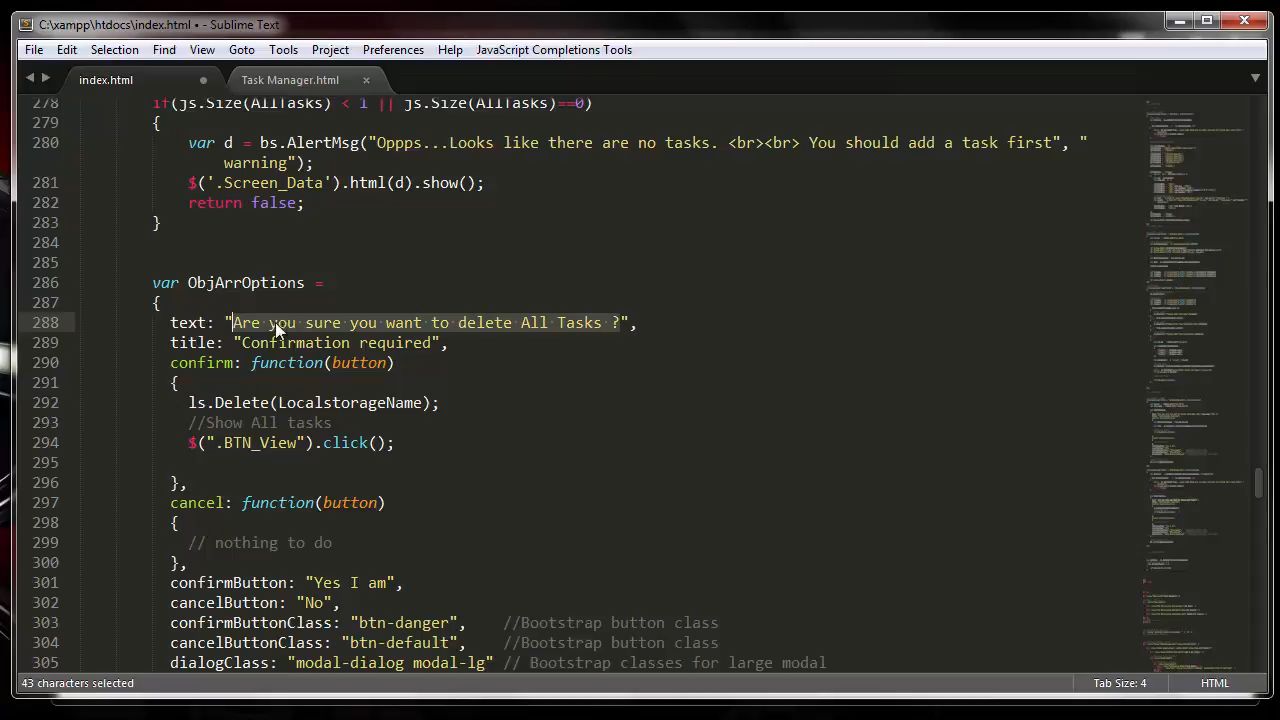 C:\xampp\htdocs\index.html • - Sublime Text
File Edit Selection Find View Goto Tools Project Preferences Help JavaScript Completions Tools
index.html Task Manager.html
278 if(js.Size(AllTasks) < 1 || js.Size(AllTasks)==0)
279 {
280 var d = bs.AlertMsg("Oppps...Looks like there are no tasks. <br><br> You should add a task first", "
warning");
281 $('.Screen_Data').html(d).show();
282 return false;
283 }
284
285
286 var ObjArrOptions =
287 {
288 text: "Are you sure you want to delete All Tasks ?",
289 title: "Confirmation required",
290 confirm: function(button)
291 {
292 ls.Delete(localstorageName);
293 //Show All tasks
294 $(".BTN_View").click();
295
296 },
297 cancel: function(button)
298 {
299 // nothing to do
300 },
301 confirmButton: "Yes I am",
302 cancelButton: "No",
303 confirmButtonClass: "btn-danger", //Bootstrap button class
304 cancelButtonClass: "btn-default", //Bootstrap button class
305 dialogClass: "modal-dialog modal-lg" // Bootstrap classes for large modal
43 characters selected Tab Size: 4 HTML